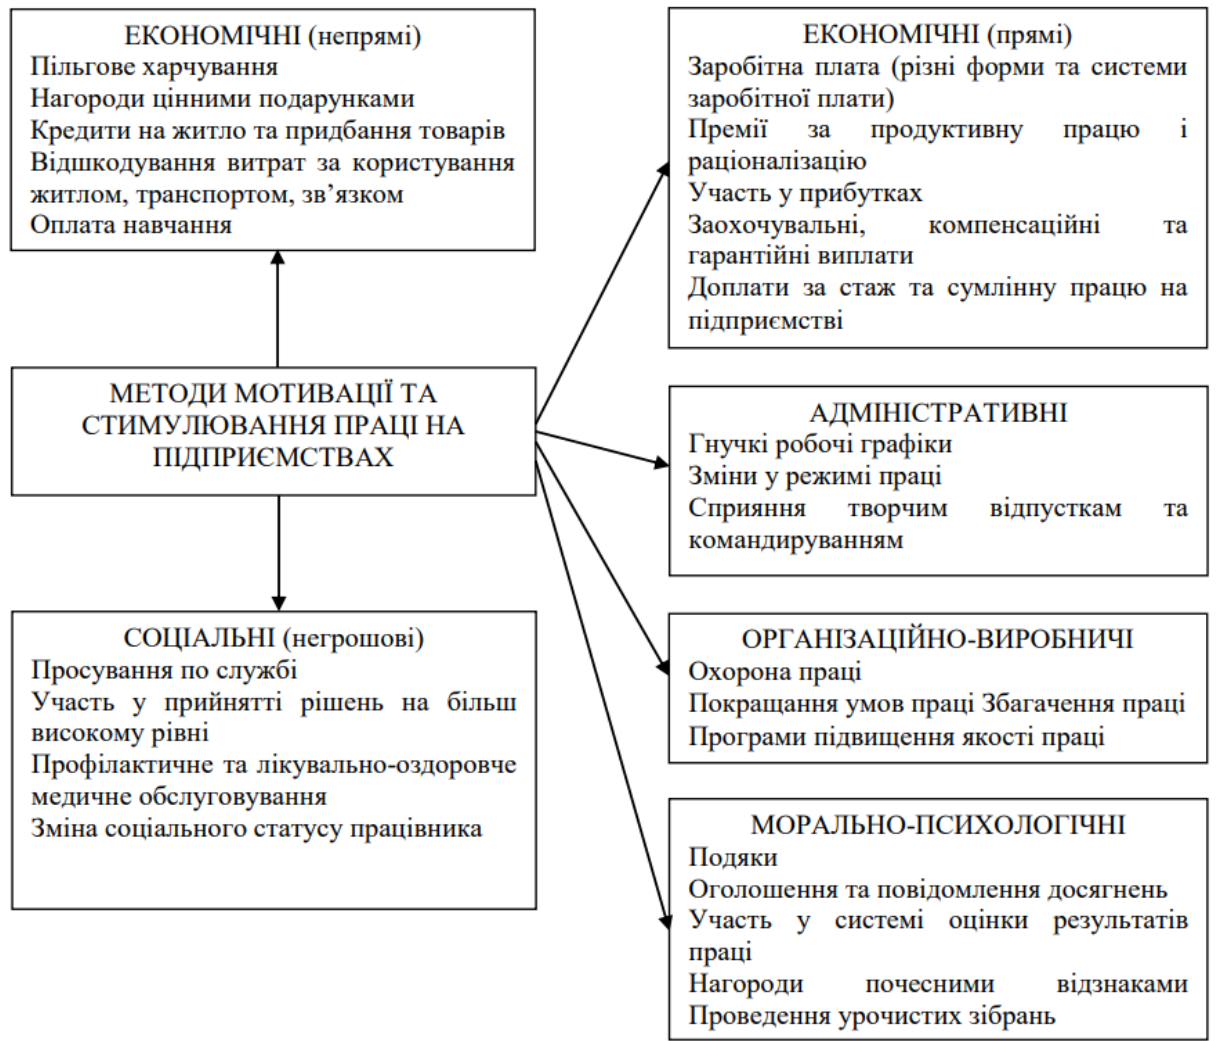 ЕКОНОМІЧНІ (непрямі)
Пільгове харчування
Нагороди цінними подарунками
Кредити на житло та придбання товарів
Відшкодування витрат за користування
житлом, транспортом, зв’язком
Оплата навчання
МЕТОДИ МОТИВАЦІЇ ТА
СТИМУЛЮВАННЯ ПРАЦІ НА
ПІДПРИЄМСТВАХ
СОЦІАЛЬНІ (негрошові)
Просування по службі
Участь у прийнятті рішень на більш
високому рівні
Профілактичне та лікувально-оздоровче
медичне обслуговування
Зміна соціального статусу працівника
ЕКОНОМІЧНІ (прямі)
Заробітна плата (різні форми та системи
заробітної плати)
Премії за продуктивну працю і
раціоналізацію
Участь у прибутках
Заохочувальні, компенсаційні та
гарантійні виплати
Доплати за стаж та сумлінну працю на
підприємстві
АДМІНІСТРАТИВНІ
Гнучкі робочі графіки
Зміни у режимі праці
Сприяння творчим відпусткам та
командируванням
ОРГАНІЗАЦІЙНО-ВИРОБНИЧІ
Охорона праці
Покращання умов праці Збагачення праці
Програми підвищення якості праці
МОРАЛЬНО-ПСИХОЛОГІЧНІ
Подяки
Оголошення та повідомлення досягнень
Участь у системі оцінки результатів
праці
Нагороди почесними відзнаками
Проведення урочистих зібрань